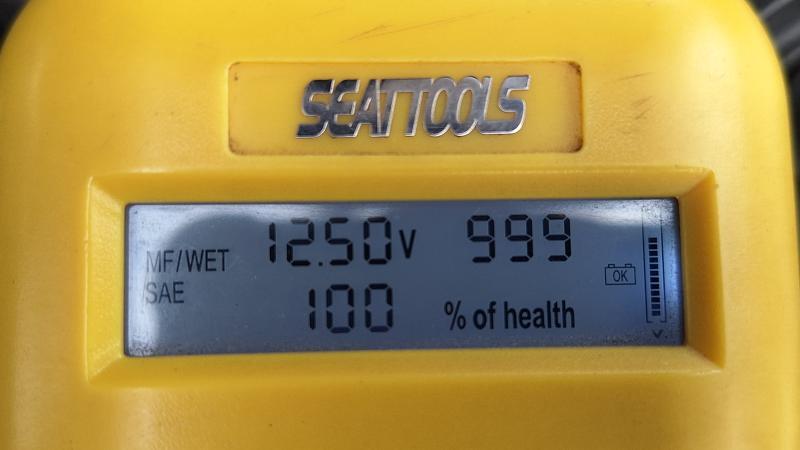 SEATTOOLS
MF/WET 12.50V 999
SAE 100 % of health
OK